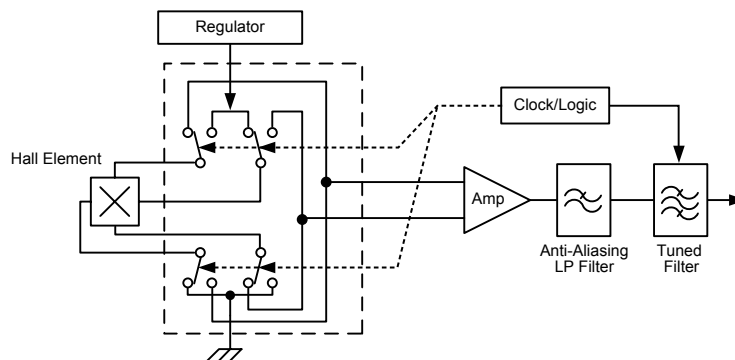 Regulator
Clock/Logic
Hall Element
Amp
Anti-Aliasing
LP Filter
Tuned
Filter